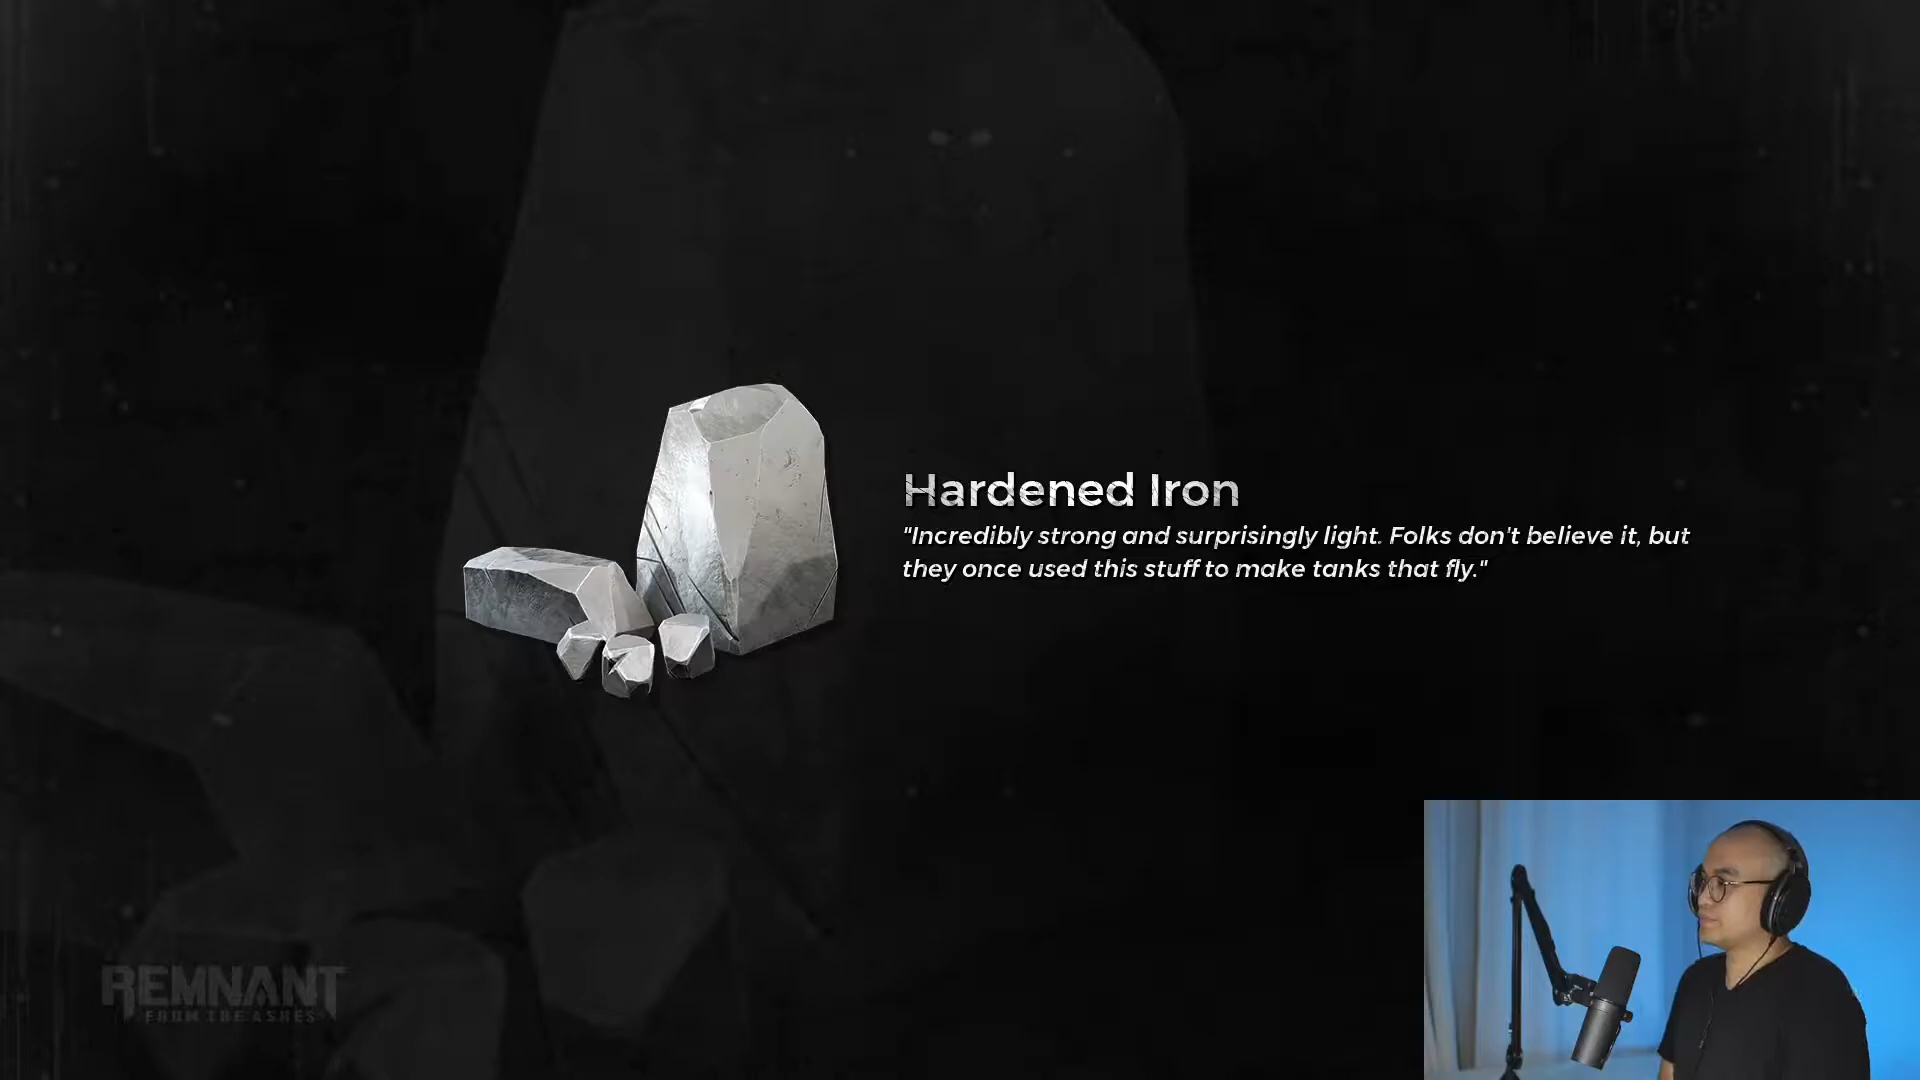 Hardened Iron
"Incredibly strong and surprisingly light. Folks don't believe it, but
they once used this stuff to make tanks that fly."
REMNANT
FROM THE ASHES